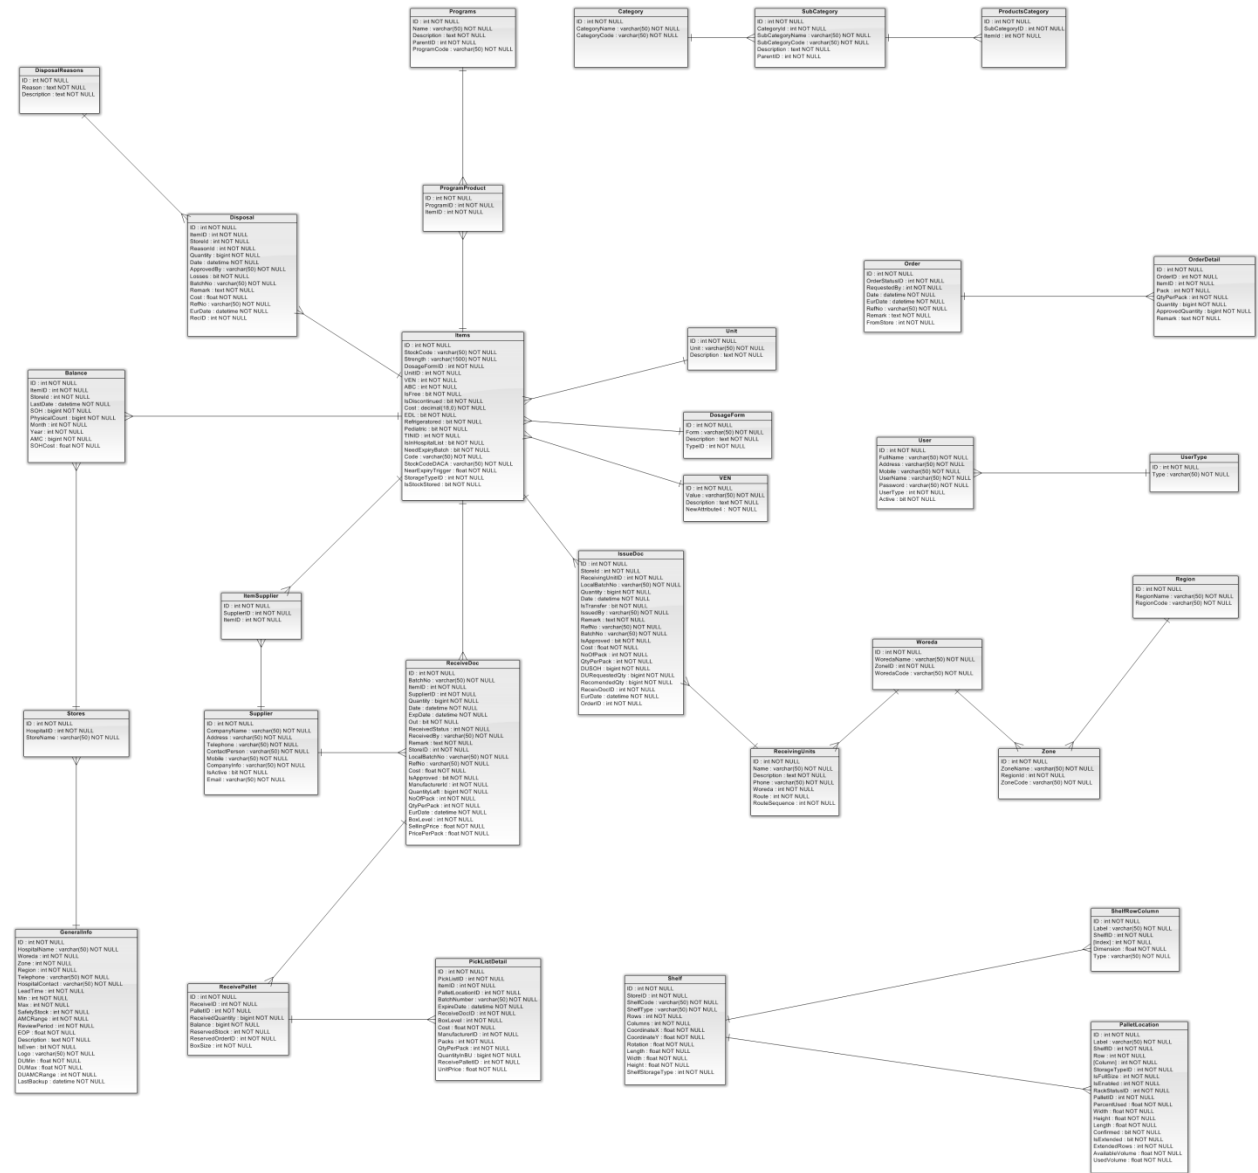 Programs
ID : int NOT NULL
Name : varchar(50) NOT NULL
Description : text NOT NULL
ParentID : int NOT NULL
ProgramCode : varchar(50) NOT NULL
Category
ID : int NOT NULL
CategoryName : varchar(50) NOT NULL
CategoryCode : varchar(50) NOT NULL
SubCategory
ID : int NOT NULL
CategoryId : int NOT NULL
SubCategoryName : varchar(50) NOT NULL
SubCategoryCode : varchar(50) NOT NULL
Description : text NOT NULL
ParentID : int NOT NULL
ProductsCategory
ID : int NOT NULL
SubCategoryID : int NOT NULL
ItemId : int NOT NULL
DisposalReasons
ID : int NOT NULL
Reason : text NOT NULL
Description : text NOT NULL
ProgramProduct
ID : int NOT NULL
ProgramID : int NOT NULL
ItemID : int NOT NULL
Disposal
ID : int NOT NULL
ItemID : int NOT NULL
StoreId : int NOT NULL
ReasonId : int NOT NULL
Quantity : bigint NOT NULL
Date : datetime NOT NULL
ApprovedBy : varchar(50) NOT NULL
Losses : bit NOT NULL
BatchNo : varchar(50) NOT NULL
Remark : text NOT NULL
Cost : float NOT NULL
RefNo : varchar(50) NOT NULL
EurDate : datetime NOT NULL
RecID : int NOT NULL
Order
ID : int NOT NULL
OrderStatusID : int NOT NULL
RequestedBy : int NOT NULL
Date : datetime NOT NULL
EurDate : datetime NOT NULL
RefNo : varchar(50) NOT NULL
Remark : text NOT NULL
FromStore : int NOT NULL
OrderDetail
ID : int NOT NULL
OrderID : int NOT NULL
ItemID : int NOT NULL
Pack : int NOT NULL
QtyPerPack : int NOT NULL
Quantity : bigint NOT NULL
ApprovedQuantity : bigint NOT NULL
Remark : text NOT NULL
Items
ID : int NOT NULL
StockCode : varchar(50) NOT NULL
Strength : varchar(1500) NOT NULL
DosageFormID : int NOT NULL
UnitID : int NOT NULL
VEN : int NOT NULL
ABC : int NOT NULL
IsFree : bit NOT NULL
IsDiscontinued : bit NOT NULL
Cost : decimal(18,0) NOT NULL
EDL : bit NOT NULL
Refrigeratored : bit NOT NULL
Pediatric : bit NOT NULL
TINID : int NOT NULL
IsInHospitalList : bit NOT NULL
NeedExpiryBatch : bit NOT NULL
Code : varchar(50) NOT NULL
StockCodeDACA : varchar(50) NOT NULL
NearExpiryTrigger : float NOT NULL
StorageTypeID : int NOT NULL
IsStockStored : bit NOT NULL
Unit
ID : int NOT NULL
Unit : varchar(50) NOT NULL
Description : text NOT NULL
Balance
ID : int NOT NULL
ItemID : int NOT NULL
StoreId : int NOT NULL
LastDate : datetime NOT NULL
SOH : bigint NOT NULL
PhysicalCount : bigint NOT NULL
Month : int NOT NULL
Year : int NOT NULL
AMC : bigint NOT NULL
SOHCost : float NOT NULL
DosageForm
ID : int NOT NULL
Form : varchar(50) NOT NULL
Description : text NOT NULL
TypeID : int NOT NULL
User
ID : int NOT NULL
FullName : varchar(50) NOT NULL
Address : varchar(50) NOT NULL
Mobile : varchar(50) NOT NULL
UserName : varchar(50) NOT NULL
Password : varchar(50) NOT NULL
UserType : int NOT NULL
Active : bit NOT NULL
UserType
ID : int NOT NULL
Type : varchar(50) NOT NULL
VEN
ID : int NOT NULL
Value : varchar(50) NOT NULL
Description : text NOT NULL
NewAttribute4 : NOT NULL
IssueDoc
ID : int NOT NULL
StoreId : int NOT NULL
ReceivingUnitID : int NOT NULL
LocalBatchNo : varchar(50) NOT NULL
Quantity : bigint NOT NULL
Date : datetime NOT NULL
IsTransfer : bit NOT NULL
IssuedBy : varchar(50) NOT NULL
Remark : text NOT NULL
RefNo : varchar(50) NOT NULL
BatchNo : varchar(50) NOT NULL
IsApproved : bit NOT NULL
Cost : float NOT NULL
NoOfPack : int NOT NULL
QtyPerPack : int NOT NULL
DUSOH : bigint NOT NULL
DURequestedQty : bigint NOT NULL
RecomendedQty : bigint NOT NULL
ReceivDocID : int NOT NULL
EurDate : datetime NOT NULL
OrderID : int NOT NULL
Region
ID : int NOT NULL
RegionName : varchar(50) NOT NULL
RegionCode : varchar(50) NOT NULL
ItemSupplier
ID : int NOT NULL
SupplierID : int NOT NULL
ItemID : int NOT NULL
Woreda
ID : int NOT NULL
WoredaName : varchar(50) NOT NULL
ZoneID : int NOT NULL
WoredaCode : varchar(50) NOT NULL
ReceiveDoc
ID : int NOT NULL
BatchNo : varchar(50) NOT NULL
ItemID : int NOT NULL
SupplierID : int NOT NULL
Quantity : bigint NOT NULL
Date : datetime NOT NULL
ExpDate : datetime NOT NULL
Out : bit NOT NULL
ReceivedStatus : int NOT NULL
ReceivedBy : varchar(50) NOT NULL
Remark : text NOT NULL
StoreID : int NOT NULL
LocalBatchNo : varchar(50) NOT NULL
RefNo : varchar(50) NOT NULL
Cost : float NOT NULL
IsApproved : bit NOT NULL
ManufacturerId : int NOT NULL
QuantityLeft : bigint NOT NULL
NoOfPack : int NOT NULL
QtyPerPack : int NOT NULL
EurDate : datetime NOT NULL
BoxLevel : int NOT NULL
SellingPrice : float NOT NULL
PricePerPack : float NOT NULL
Stores
ID : int NOT NULL
HospitalID : int NOT NULL
StoreName : varchar(50) NOT NULL
Supplier
ID : int NOT NULL
CompanyName : varchar(50) NOT NULL
Address : varchar(50) NOT NULL
Telephone : varchar(50) NOT NULL
ContactPerson : varchar(50) NOT NULL
Mobile : varchar(50) NOT NULL
CompanyInfo : varchar(50) NOT NULL
IsActive : bit NOT NULL
Email : varchar(50) NOT NULL
ReceivingUnits
ID : int NOT NULL
Name : varchar(50) NOT NULL
Description : text NOT NULL
Phone : varchar(50) NOT NULL
Woreda : int NOT NULL
Route : int NOT NULL
RouteSequence : int NOT NULL
Zone
ID : int NOT NULL
ZoneName : varchar(50) NOT NULL
RegionId : int NOT NULL
ZoneCode : varchar(50) NOT NULL
GeneralInfo
ID : int NOT NULL
HospitalName : varchar(50) NOT NULL
Woreda : int NOT NULL
Zone : int NOT NULL
Region : int NOT NULL
Telephone : varchar(50) NOT NULL
HospitalContact : varchar(50) NOT NULL
LeadTime : int NOT NULL
Min : int NOT NULL
Max : int NOT NULL
SafetyStock : int NOT NULL
AMCRange : int NOT NULL
ReviewPeriod : int NOT NULL
EOP : float NOT NULL
Description : text NOT NULL
IsEven : bit NOT NULL
Logo : varchar(50) NOT NULL
DUMin : float NOT NULL
DUMax : float NOT NULL
DUAMCRange : int NOT NULL
LastBackup : datetime NOT NULL
ReceivePallet
ID : int NOT NULL
ReceiveID : int NOT NULL
PalletID : int NOT NULL
ReceivedQuantity : bigint NOT NULL
Balance : bigint NOT NULL
ReservedStock : int NOT NULL
ReservedOrderID : int NOT NULL
BoxSize : int NOT NULL
PickListDetail
ID : int NOT NULL
PickListID : int NOT NULL
ItemID : int NOT NULL
PalletLocationID : int NOT NULL
BatchNumber : varchar(50) NOT NULL
ExpireDate : datetime NOT NULL
ReceiveDocID : int NOT NULL
BoxLevel : int NOT NULL
Cost : float NOT NULL
ManufacturerID : int NOT NULL
Packs : int NOT NULL
QtyPerPack : int NOT NULL
QuantityInBU : bigint NOT NULL
ReceivePalletID : int NOT NULL
UnitPrice : float NOT NULL
Shelf
ID : int NOT NULL
StoreID : int NOT NULL
ShelfCode : varchar(50) NOT NULL
ShelfType : varchar(50) NOT NULL
Rows : int NOT NULL
Columns : int NOT NULL
CoordinateX : float NOT NULL
CoordinateY : float NOT NULL
Rotation : float NOT NULL
Length : float NOT NULL
Width : float NOT NULL
Height : float NOT NULL
ShelfStorageType : int NOT NULL
ShelfRowColumn
ID : int NOT NULL
Label : varchar(50) NOT NULL
ShelfID : int NOT NULL
[Index] : int NOT NULL
Dimension : float NOT NULL
Type : varchar(50) NOT NULL
PalletLocation
ID : int NOT NULL
Label : varchar(50) NOT NULL
ShelfID : int NOT NULL
Row : int NOT NULL
[Column] : int NOT NULL
StorageTypeID : int NOT NULL
IsFullSize : int NOT NULL
IsEnabled : int NOT NULL
RackStatusID : int NOT NULL
PalletID : int NOT NULL
PercentUsed : float NOT NULL
Width : float NOT NULL
Height : float NOT NULL
Length : float NOT NULL
Confirmed : bit NOT NULL
IsExtended : bit NOT NULL
ExtendedRows : int NOT NULL
AvailableVolume : float NOT NULL
UsedVolume : float NOT NULL